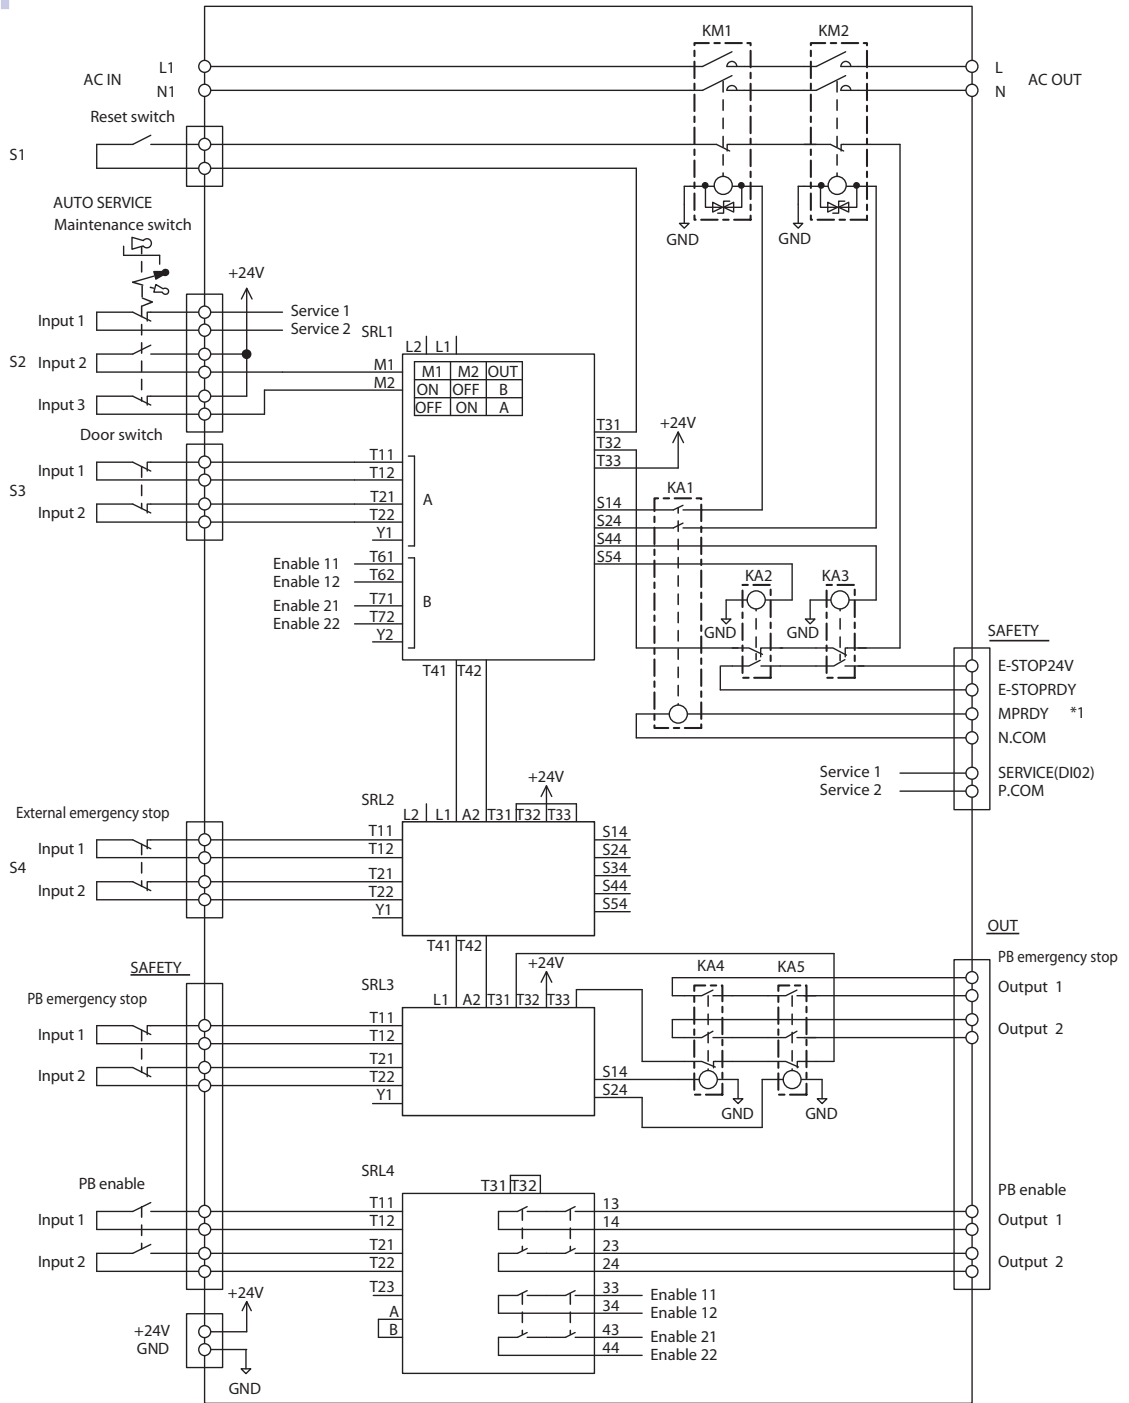 KM1 KM2
L1 L
AC IN AC OUT
N1 N
Reset switch
S1
AUTO SERVICE
Maintenance switch
GND GND
+24V
Input 1 Service 1
Service 2 SRL1
L2 L1
S2 Input 2
M1 M1 M2 OUT
M2 ON OFF B
Input 3 OFF ON A
Door switch
T31 +24V
T32
T33
S3 Input 1 T11
T12
KA1
Input 2 T21 A S14
T22 S24
Y1 S44
Enable 11 T61 S54
Enable 12 T62 KA2 KA3
Enable 21 T71 B
Enable 22 T72 GND GND
Y2 SAFETY
T41 T42 E-STOP24V
E-STOPRDY
MPRDY *1
N.COM
Service 1 SERVICE(DI02)
Service 2 P.COM
+24V
SRL2
External emergency stop L2 L1 A2 T31 T32 T33
T11 S14
Input 1 T12 S24
S4 T21 S34
Input 2 T22 S44
Y1 S54
OUT
T41 T42
+24V
PB emergency stop
SAFETY KA4 KA5
SRL3 Output 1
PB emergency stop L1 A2 T31 T32 T33
T11
Input 1 T12 Output 2
T21
Input 2 T22 S14
Y1 S24
GND GND
SRL4
PB enable T31 T32 PB enable
T11 13
Input 1 T12 14 Output 1
T21 23
Input 2 T22 24 Output 2
T23 33 Enable 11
+24V A 34 Enable 12
+24V B 43 Enable 21
GND 44 Enable 22
GND